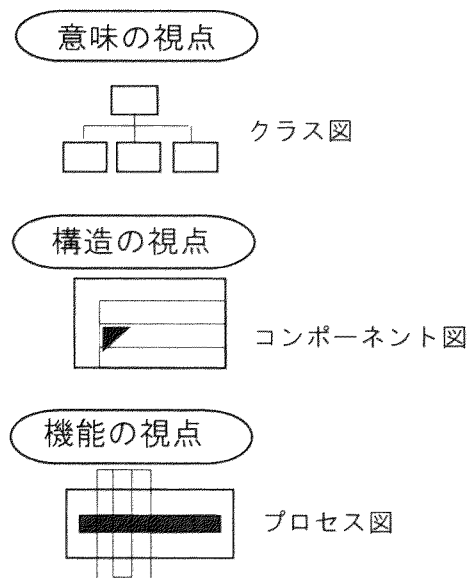 意味の視点
クラス図
構造の視点
コンポーネント図
機能の視点
プロセス図